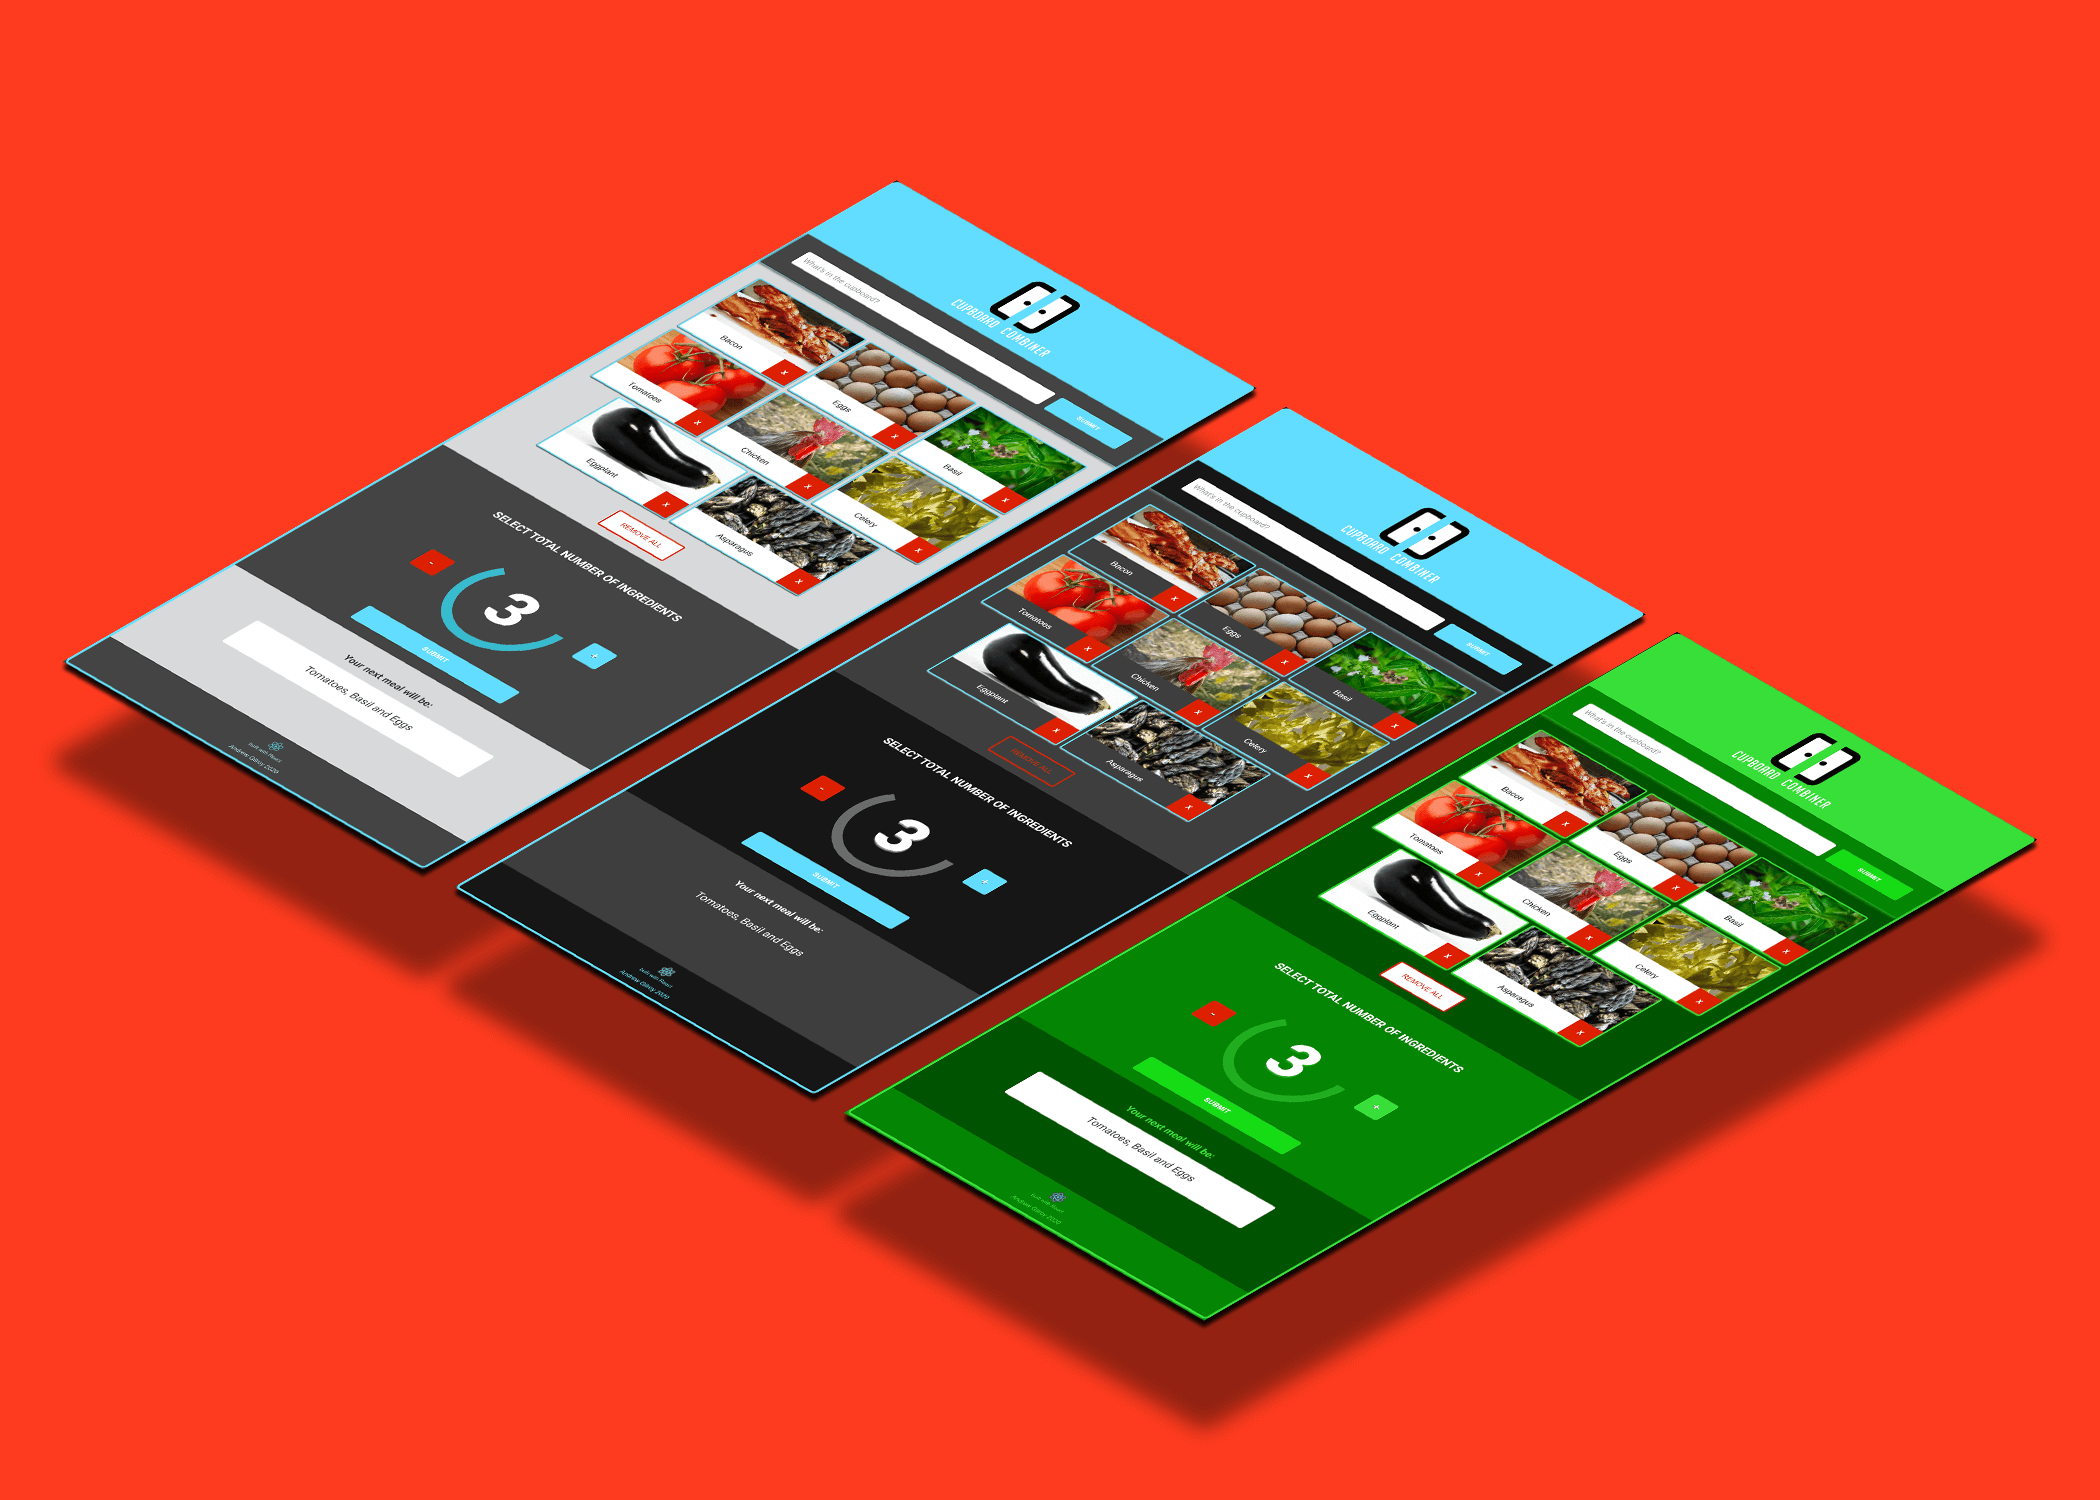 CUPBOARD COMBINER
What's in the cupboard?
SUBMIT
Bacon
x
Eggs
x
Basil
x
Tomatoes
x
Chicken
x
Celery
x
Eggplant
x
Asparagus
x
REMOVE ALL
SELECT TOTAL NUMBER OF INGREDIENTS
-
3
+
SUBMIT
Your next meal will be:
Tomatoes, Basil and Eggs
built with React
Andrew Gilroy 2020
CUPBOARD COMBINER
What's in the cupboard?
SUBMIT
Bacon
x
Eggs
x
Basil
x
Tomatoes
x
Chicken
x
Celery
x
Eggplant
x
Asparagus
x
REMOVE ALL
SELECT TOTAL NUMBER OF INGREDIENTS
-
3
+
SUBMIT
Your next meal will be:
Tomatoes, Basil and Eggs
built with React
Andrew Gilroy 2020
CUPBOARD COMBINER
What's in the cupboard?
SUBMIT
Bacon
x
Eggs
x
Basil
x
Tomatoes
x
Chicken
x
Celery
x
Eggplant
x
Asparagus
x
REMOVE ALL
SELECT TOTAL NUMBER OF INGREDIENTS
-
3
+
SUBMIT
Your next meal will be:
Tomatoes, Basil and Eggs
built with React
Andrew Gilroy 2020